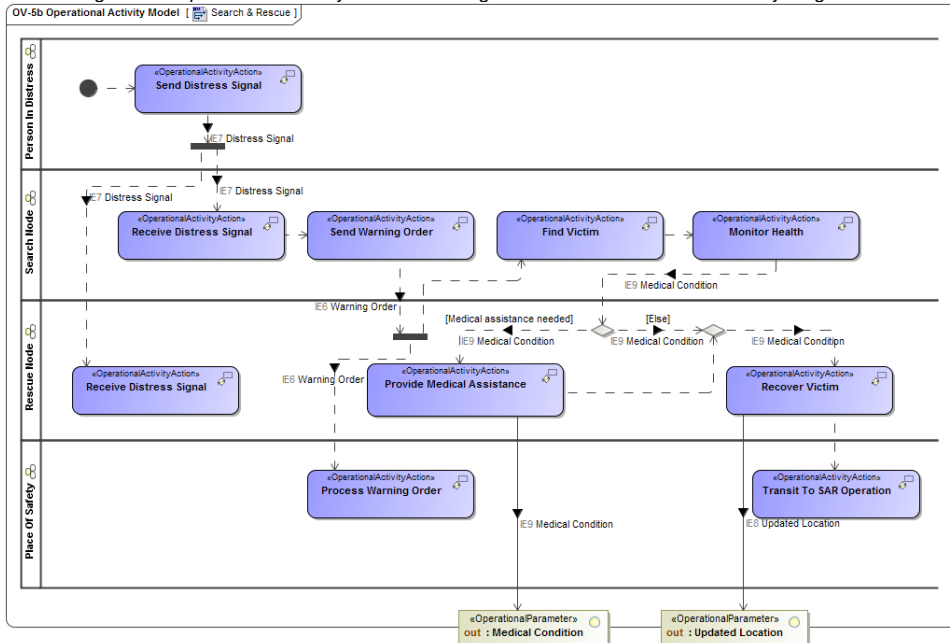 OV-5b Operational Activity Model [ Search & Rescue ]
Person In Distress
«OperationalActivityAction»
Send Distress Signal
IE7 Distress Signal
Search Node
IE7 Distress Signal
IE7 Distress Signal
«OperationalActivityAction»
Receive Distress Signal
«OperationalActivityAction»
Send Warning Order
«OperationalActivityAction»
Find Victim
«OperationalActivityAction»
Monitor Health
IE9 Medical Condition
IE6 Warning Order
Rescue Node
[Medical assistance needed]
[Else]
IE9 Medical Condition
IE9 Medical Condition
IE9 Medical Condition
«OperationalActivityAction»
Receive Distress Signal
IE6 Warning Order
«OperationalActivityAction»
Provide Medical Assistance
«OperationalActivityAction»
Recover Victim
Place Of Safety
«OperationalActivityAction»
Process Warning Order
«OperationalActivityAction»
Transit To SAR Operation
IE9 Medical Condition
IE8 Updated Location
«OperationalParameter»
out : Medical Condition
«OperationalParameter»
out : Updated Location